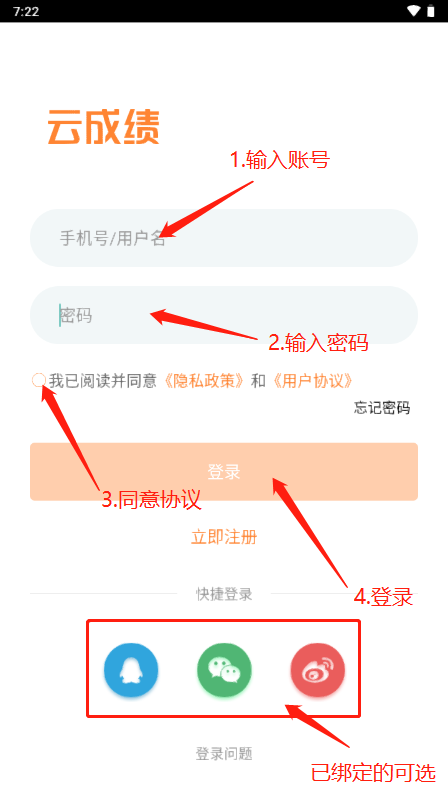 7:22
云成绩
1.输入账号
手机号/用户名
密码
2.输入密码
我已阅读并同意《隐私政策》和《用户协议》
忘记密码
登录
3.同意协议
立即注册
快捷登录
4.登录
登录问题
已绑定的可选